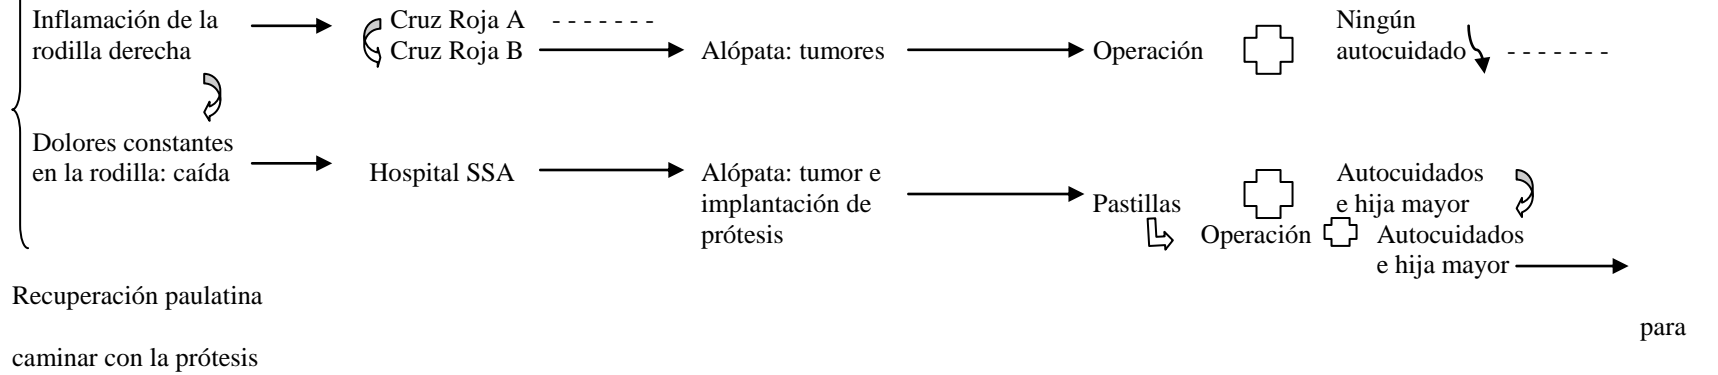 Inflamación de la
rodilla derecha
Cruz Roja A - - - - - - -
Cruz Roja B
Alópata: tumores
Operación
Ningún
autocuidado - - - - - - -
Dolores constantes
en la rodilla: caída
Hospital SSA
Alópata: tumor e
implantación de
prótesis
Pastillas
Autocuidados
e hija mayor
Operación
Autocuidados
e hija mayor
Recuperación paulatina
para
caminar con la prótesis